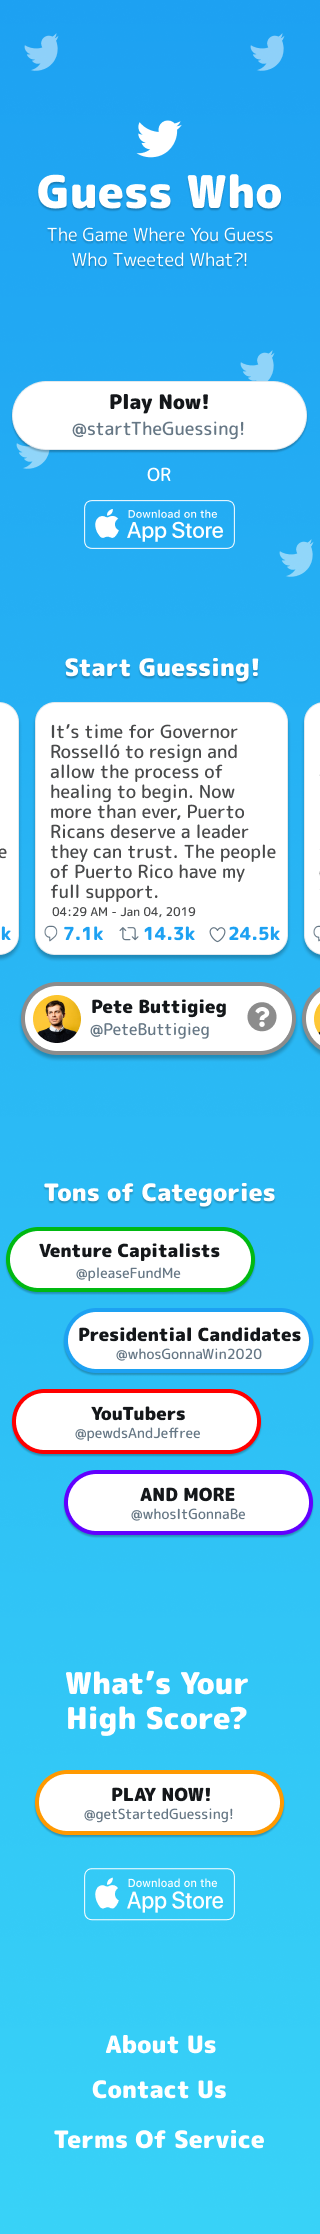 Guess Who
The Game Where You Guess
Who Tweeted What?!
Play Now!
@startTheGuessing!
OR
Download on the
App Store
Start Guessing!
It's time for Governor
Rosselló to resign and
allow the process of
healing to begin. Now
more than ever, Puerto
Ricans deserve a leader
they can trust. The people
of Puerto Rico have my
full support.
04:29 AM - Jan 04, 2019
k 7.1k 14.3k 24.5k
Pete Buttigieg
@PeteButtigieg
?
Tons of Categories
Venture Capitalists
@pleaseFundMe
Presidential Candidates
@whosGonnaWin2020
YouTubers
@pewdsAndJeffree
AND MORE
@whosItGonnaBe
What's Your
High Score?
PLAY NOW!
@getStartedGuessing!
Download on the
App Store
About Us
Contact Us
Terms Of Service